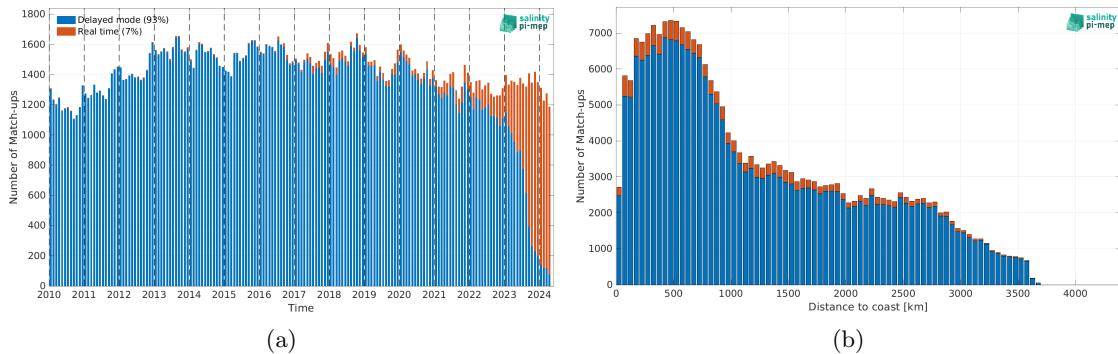 1800
1600
1400
1200
1000
800
600
400
200
0
Number of Match-ups
Delayed mode (93%)
Real time (7%)
salinity
pi-mep
2010 2011 2012 2013 2014 2015 2016 2017 2018 2019 2020 2021 2022 2023 2024
Time
(a)
7000
6000
5000
4000
3000
2000
1000
0
Number of Match-ups
salinity
pi-mep
0 500 1000 1500 2000 2500 3000 3500 4000
Distance to coast [km]
(b)